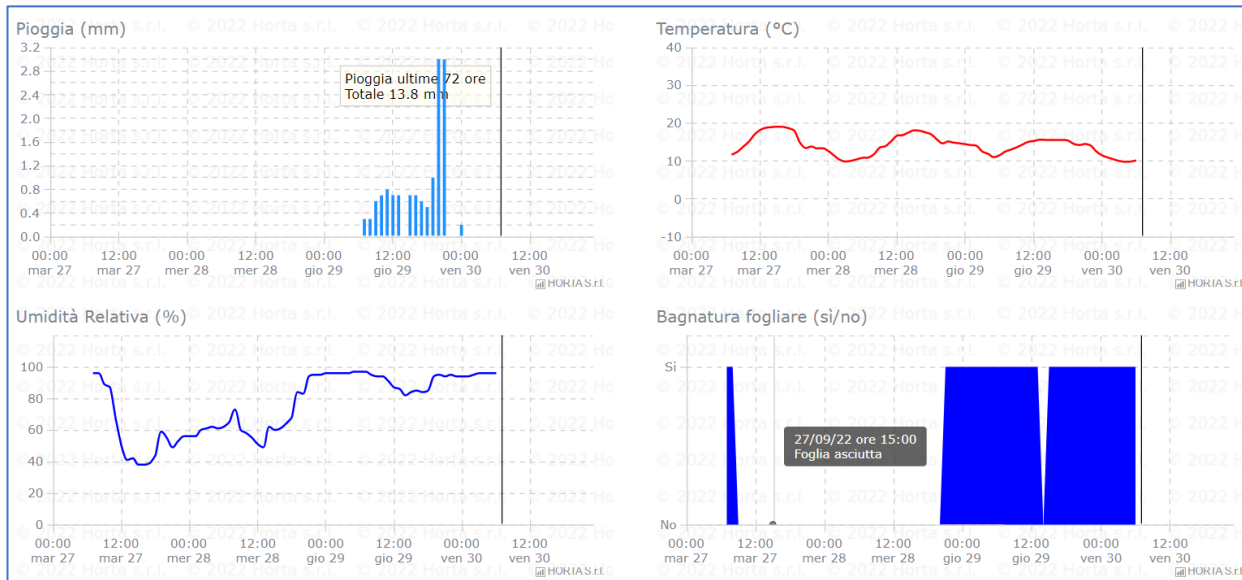 Pioggia (mm)
3.2
2.8
2.4
2.0
1.6
1.2
0.8
0.4
0.0
Pioggia ultime 72 ore
Totale 13.8 mm
00:00 12:00 00:00 12:00 00:00 12:00 00:00 12:00
mar 27 mar 27 mer 28 mer 28 gio 29 gio 29 ven 30 ven 30
HORTA S.r.l.
Temperatura (°C)
40
30
20
10
0
-10
00:00 12:00 00:00 12:00 00:00 12:00 00:00 12:00
mar 27 mar 27 mer 28 mer 28 gio 29 gio 29 ven 30 ven 30
HORTA S.r.l.
Umidità Relativa (%)
100
80
60
40
20
0
00:00 12:00 00:00 12:00 00:00 12:00 00:00 12:00
mar 27 mar 27 mer 28 mer 28 gio 29 gio 29 ven 30 ven 30
HORTA S.r.l.
Bagnatura fogliare (sì/no)
Sì
27/09/22 ore 15:00
Foglia asciutta
No
00:00 12:00 00:00 12:00 00:00 12:00 00:00 12:00
mar 27 mar 27 mer 28 mer 28 gio 29 gio 29 ven 30 ven 30
HORTA S.r.l.
© 2022 Horta s.r.l.